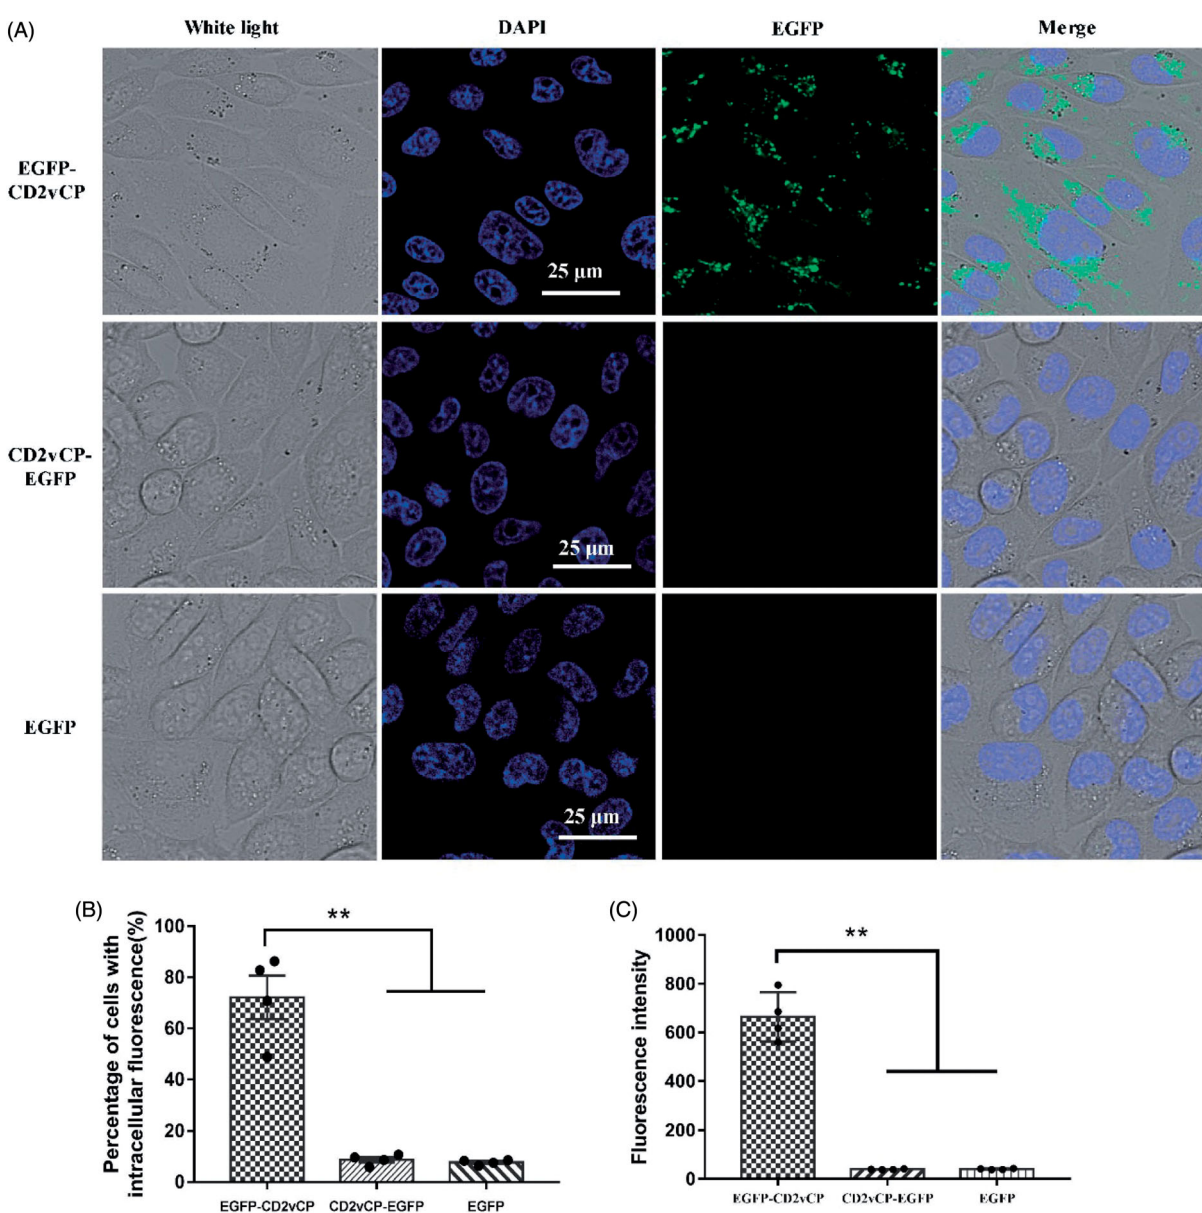 (A)
White light DAPI EGFP Merge
EGFP-
CD2vCP
25 μm
CD2vCP-
EGFP
25 μm
EGFP
25 μm
(B)
Percentage of cells with
intracellular fluorescence(%)
100
80
60
40
20
0
**
EGFP-CD2vCP CD2vCP-EGFP EGFP
(C)
Fluorescence intensity
1000
800
600
400
200
0
**
EGFP-CD2vCP CD2vCP-EGFP EGFP